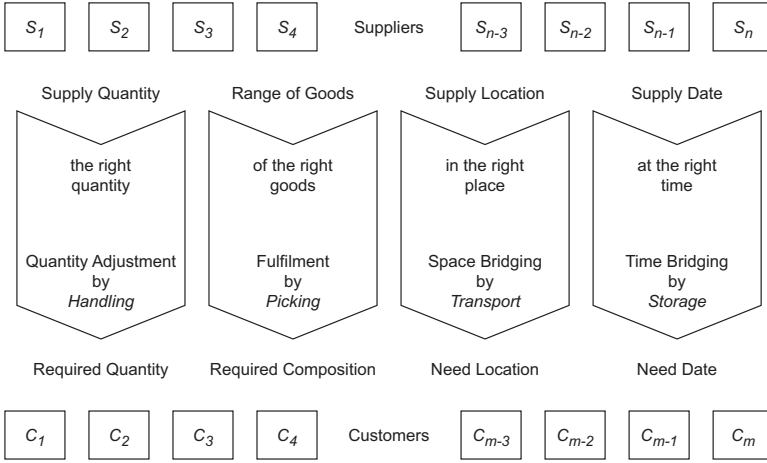 S1 S2 S3 S4 Suppliers Sn-3 Sn-2 Sn-1 Sn
Supply Quantity Range of Goods Supply Location Supply Date
the right of the right in the right at the right
quantity goods place time
Quantity Adjustment Fulfilment Space Bridging Time Bridging
by by by by
Handling Picking Transport Storage
Required Quantity Required Composition Need Location Need Date
C1 C2 C3 C4 Customers Cm-3 Cm-2 Cm-1 Cm